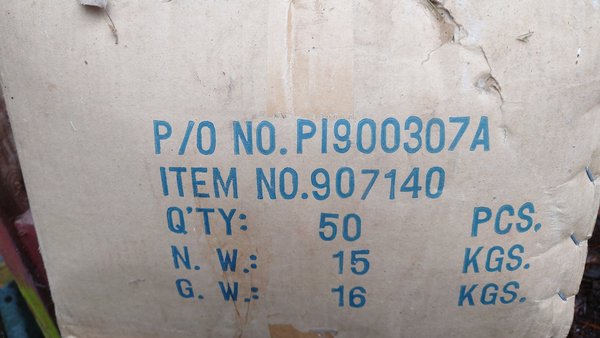 P/O NO. PI900307A
ITEM NO. 907140
Q'TY: 50 PCS.
N. W.: 15 KGS.
G. W.: 16 KGS.